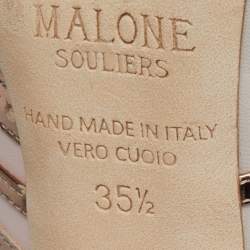 MALONE
SOULIERS
HAND MADE IN ITALY
VERO CUOIO
35½